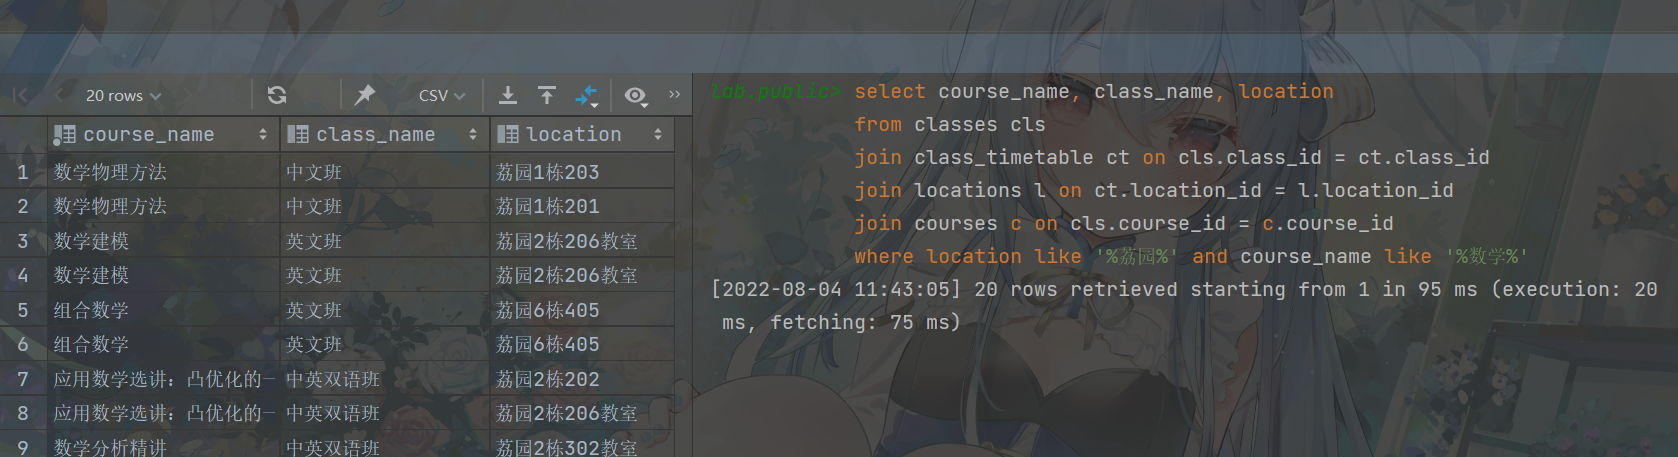 20 rows CSV
course_name class_name location
1 数学物理方法 中文班 荔园1栋203
2 数学物理方法 中文班 荔园1栋201
3 数学建模 英文班 荔园2栋206教室
4 数学建模 英文班 荔园2栋206教室
5 组合数学 英文班 荔园6栋405
6 组合数学 英文班 荔园6栋405
7 应用数学选讲：凸优化的一 中英双语班 荔园2栋202
8 应用数学选讲：凸优化的一 中英双语班 荔园2栋206教室
9 数学分析精讲 中英双语班 荔园2栋302教室
lab.public> select course_name, class_name, location
from classes cls
join class_timetable ct on cls.class_id = ct.class_id
join locations l on ct.location_id = l.location_id
join courses c on cls.course_id = c.course_id
where location like '%荔园%' and course_name like '%数学%'
[2022-08-04 11:43:05] 20 rows retrieved starting from 1 in 95 ms (execution: 20
ms, fetching: 75 ms)